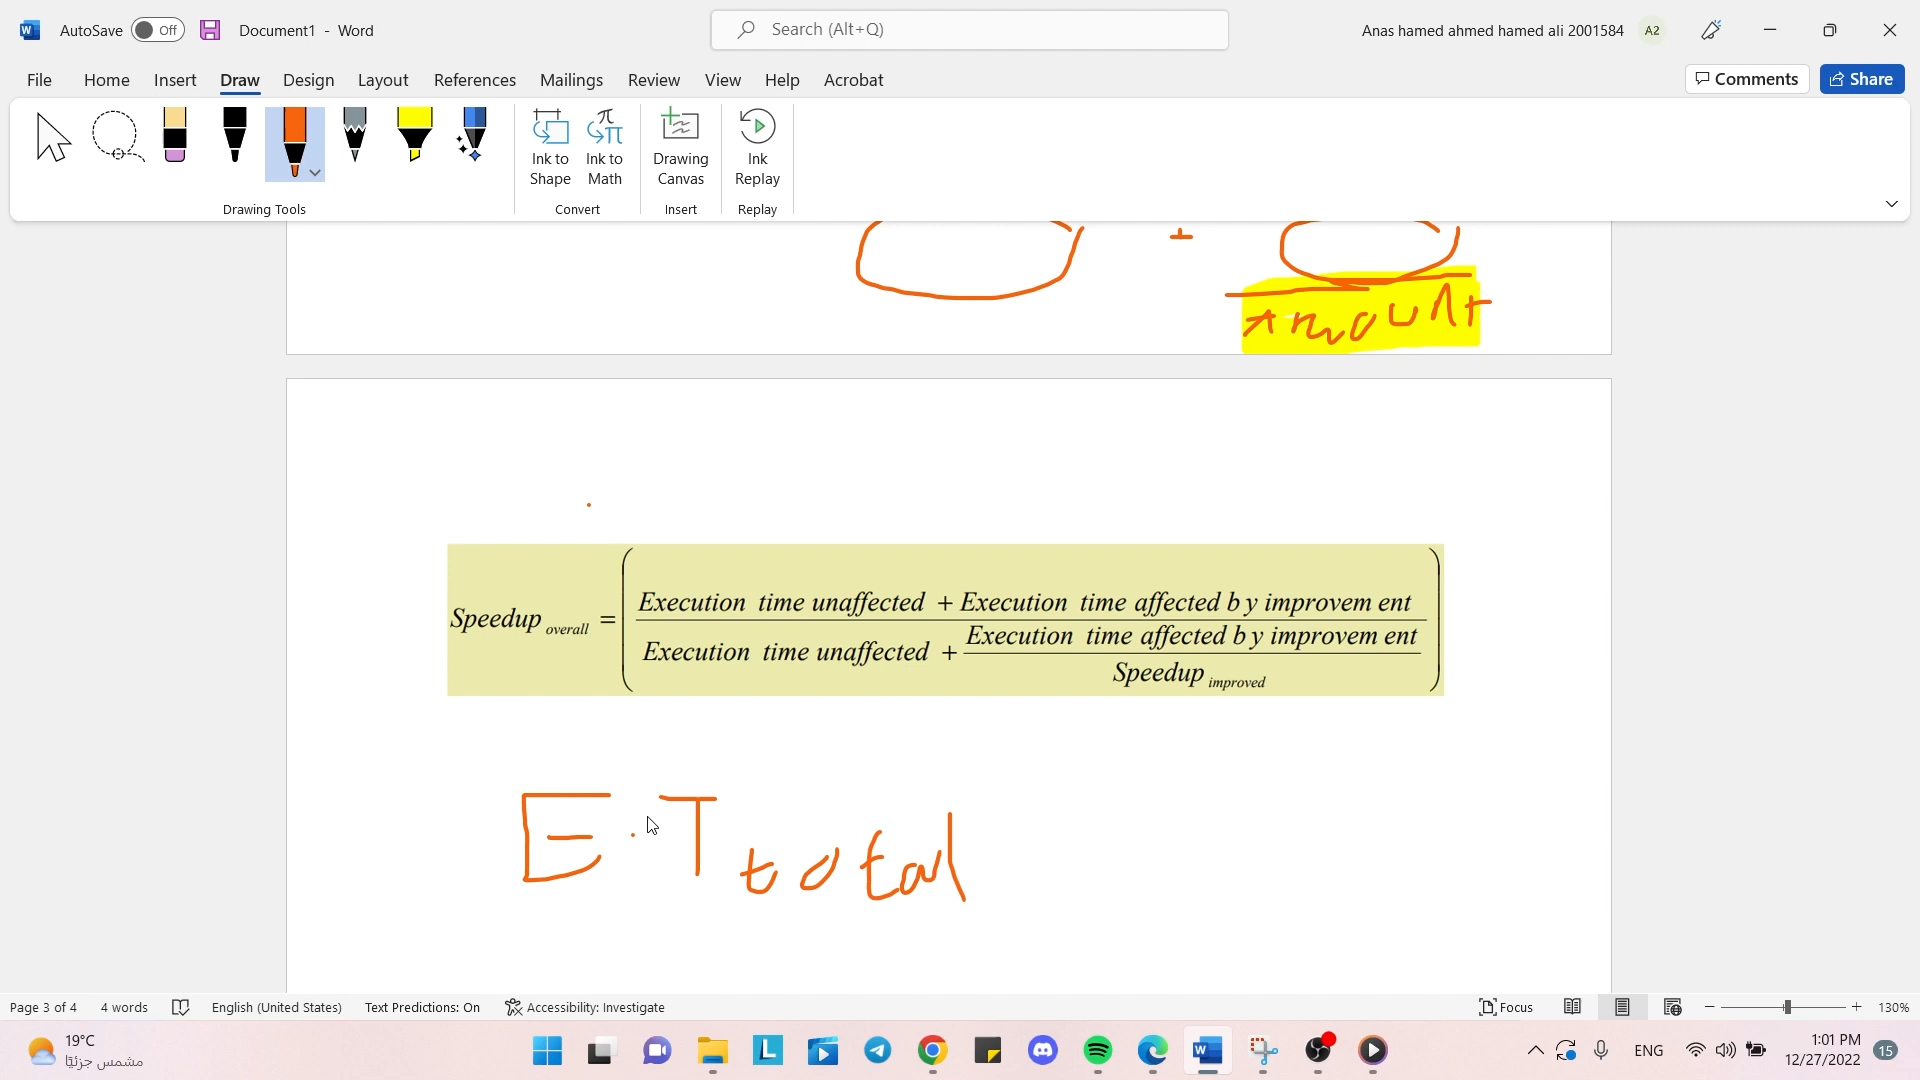 AutoSave Off Document1 - Word Search (Alt+Q) Anas hamed ahmed hamed ali 2001584 A2
File Home Insert Draw Design Layout References Mailings Review View Help Acrobat Comments Share
Ink to Shape
Ink to Math
Drawing Canvas
Ink Replay
Drawing Tools Convert Insert Replay
+
Amount
Speedup overall = ( Execution time unaffected + Execution time affected b y improvem ent
Execution time unaffected + Execution time affected b y improvem ent
Speedup improved )
E.T total
Page 3 of 4 4 words English (United States) Text Predictions: On Accessibility: Investigate Focus 130%
19°C
مشمس جزئيًا
ENG
1:01 PM
12/27/2022
15